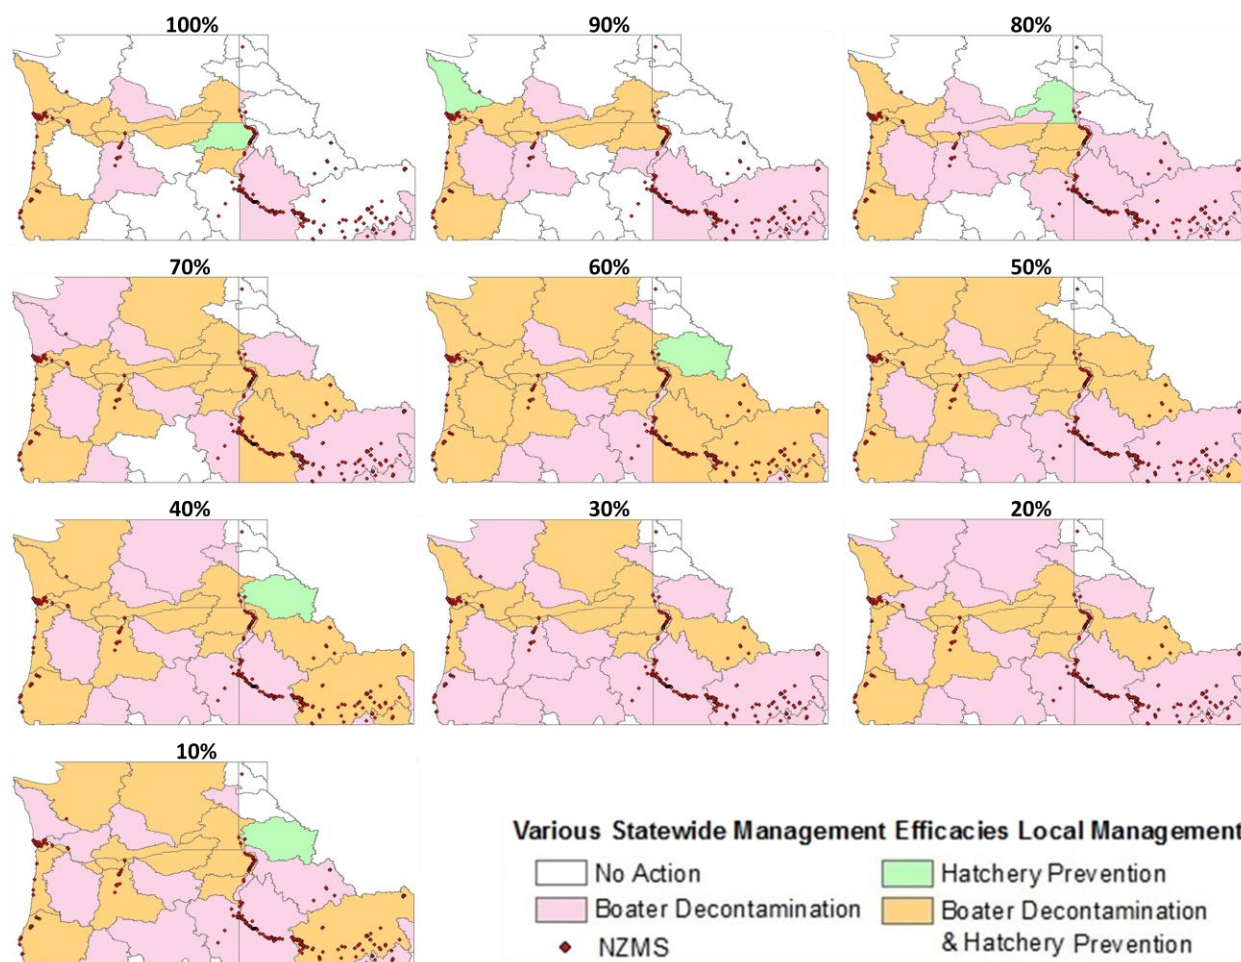 100%
90%
80%
70%
60%
50%
40%
30%
20%
10%
Various Statewide Management Efficacies Local Management
No Action
Hatchery Prevention
Boater Decontamination
Boater Decontamination
& Hatchery Prevention
NZMS